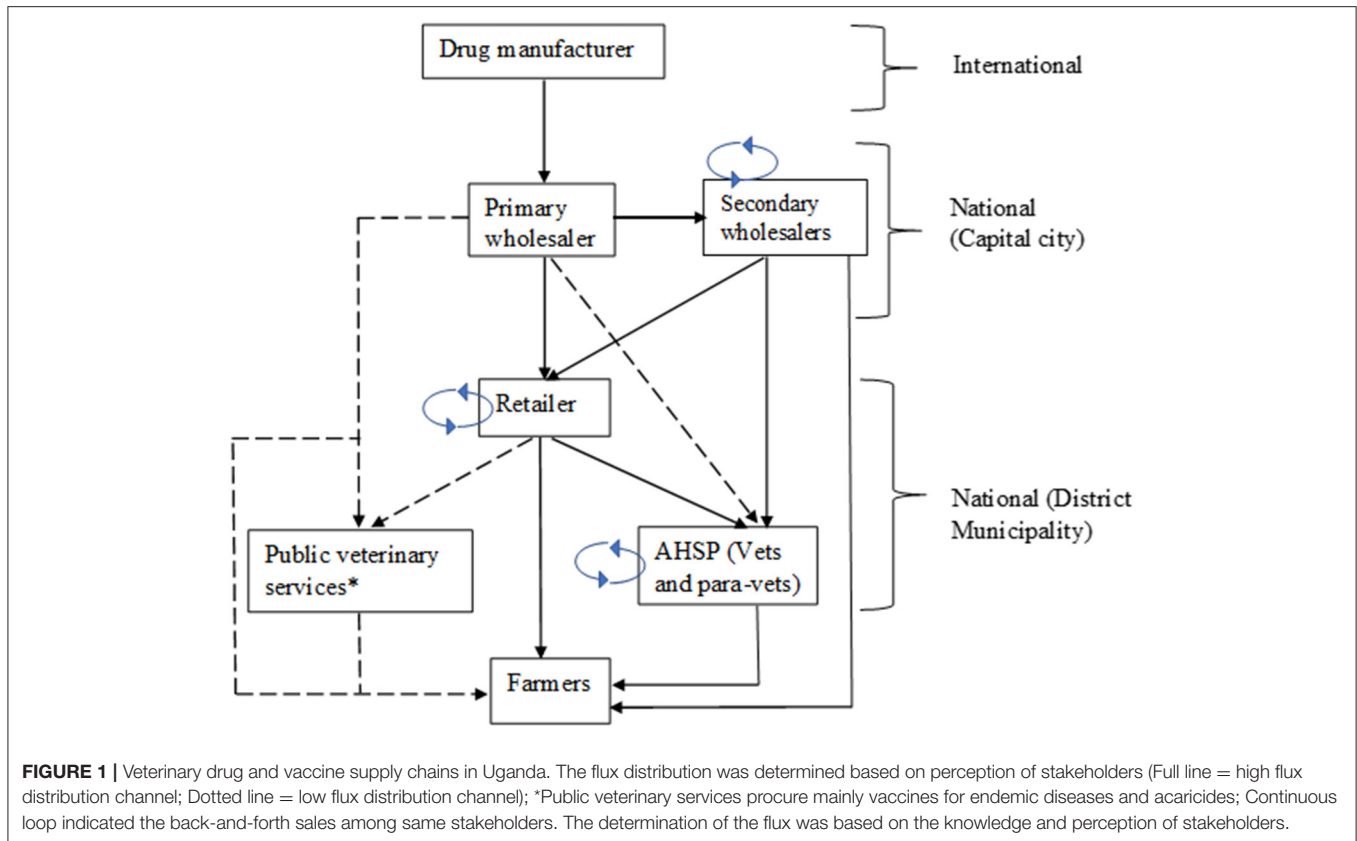 Drug manufacturer
International
Primary
wholesaler
Secondary
wholesalers
National
(Capital city)
Retailer
National (District
Municipality)
Public veterinary
services*
AHSP (Vets
and para-vets)
Farmers
FIGURE 1 | Veterinary drug and vaccine supply chains in Uganda. The flux distribution was determined based on perception of stakeholders (Full line = high flux
distribution channel; Dotted line = low flux distribution channel); *Public veterinary services procure mainly vaccines for endemic diseases and acaricides; Continuous
loop indicated the back-and-forth sales among same stakeholders. The determination of the flux was based on the knowledge and perception of stakeholders.